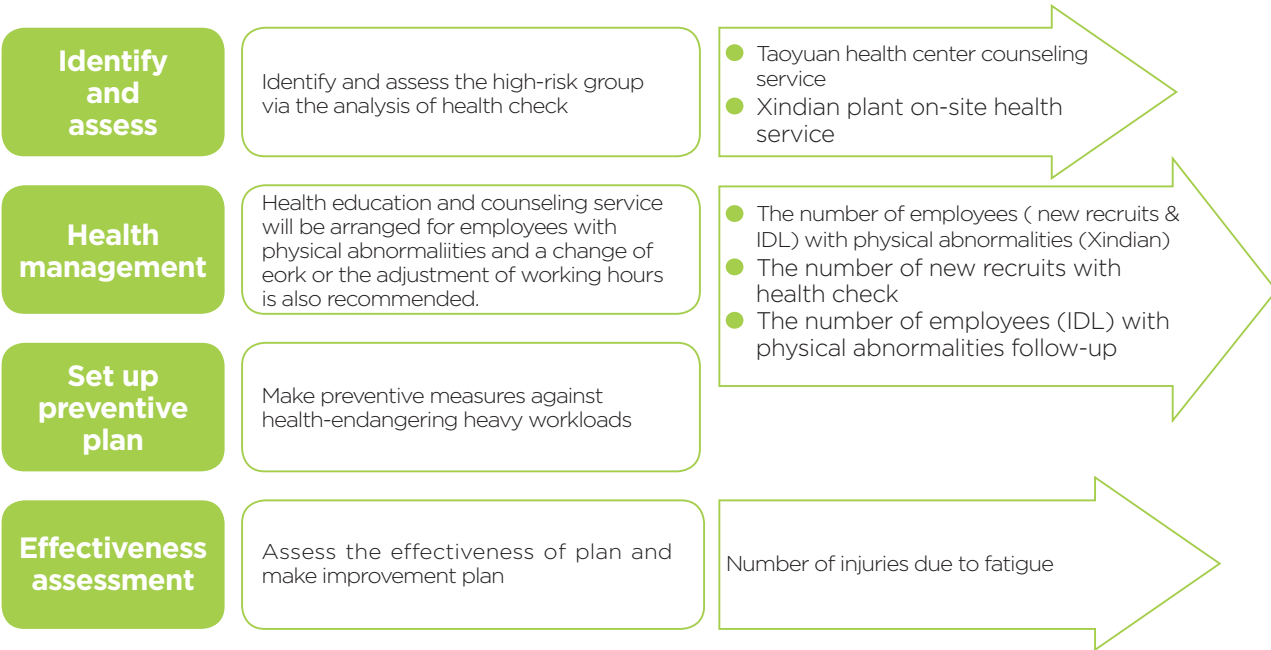 Identify
and
assess
Identify and assess the high-risk group
via the analysis of health check
● Taoyuan health center counseling
service
● Xindian plant on-site health
service
Health
management
Health education and counseling service
will be arranged for employees with
physical abnormaliities and a change of
eork or the adjustment of working hours
is also recommended.
● The number of employees ( new recruits &
IDL) with physical abnormalities (Xindian)
● The number of new recruits with
health check
● The number of employees (IDL) with
physical abnormalities follow-up
Set up
preventive
plan
Make preventive measures against
health-endangering heavy workloads
Effectiveness
assessment
Assess the effectiveness of plan and
make improvement plan
Number of injuries due to fatigue